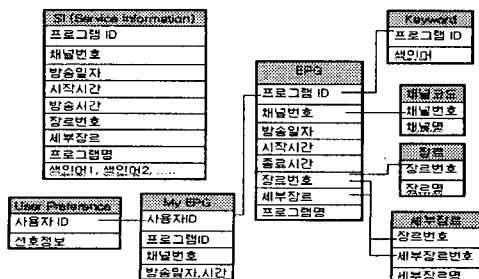 SI (Service Information)
프로그램 ID
채널번호
방송일자
시작시간
방송시간
장르번호
세부장르
프로그램명
색인어1, 색인어2, .....
User Preference
사용자 ID
선호정보
My EPG
사용자ID
프로그램ID
채널번호
방송일자,시간
EPG
프로그램 ID
채널번호
방송일자
시작시간
종료시간
장르번호
세부장르
프로그램명
Keyword
프로그램 ID
색인어
채널코드
채널번호
채널명
장르
장르번호
장르명
세부장르
장르번호
세부장르번호
세부장르명